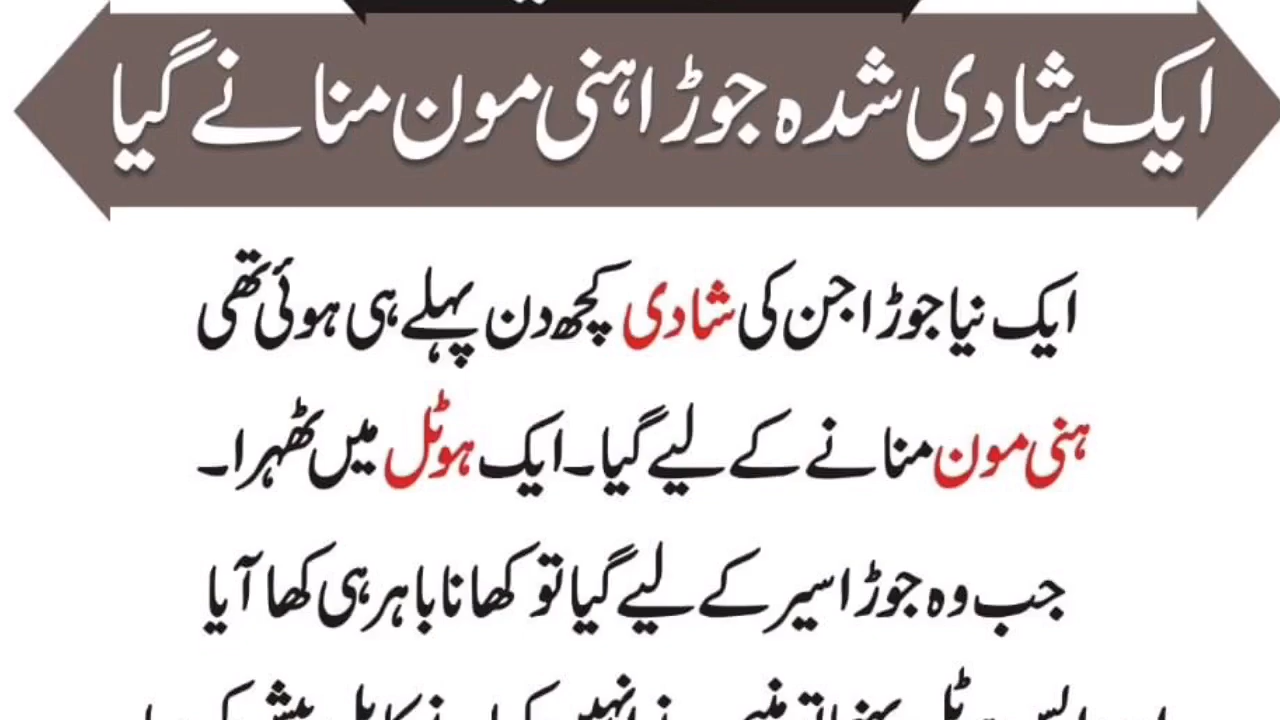 ایک شادی شدہ جوڑا ہنی مون منانے گیا
ایک نیا جوڑا جن کی شادی کچھ دن پہلے ہی ہوئی تھی
ہنی مون منانے کے لیے گیا۔ ایک ہوٹل میں ٹھہرا۔
جب وہ جوڑا سیر کے لیے گیا تو کھانا باہر ہی کھا آیا